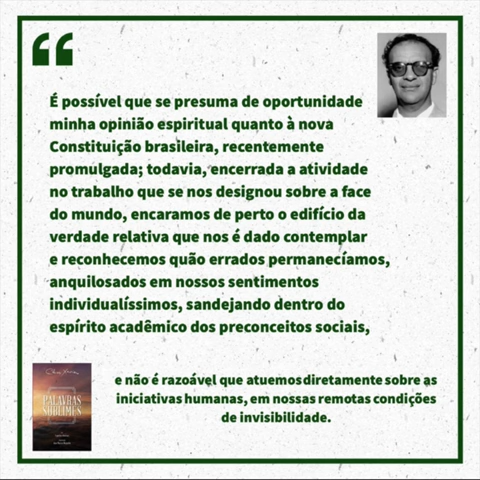 É possível que se presuma de oportunidade
minha opinião espiritual quanto à nova
Constituição brasileira, recentemente
promulgada; todavia, encerrada a atividade
no trabalho que se nos designou sobre a face
do mundo, encaramos de perto o edifício da
verdade relativa que nos é dado contemplar
e reconhecemos quão errados permanecíamos,
anquilosados em nossos sentimentos
individualíssimos, sandejando dentro do
espírito acadêmico dos preconceitos sociais,
PALAVRAS
SUBLIMES
e não é razoável que atuemos diretamente sobre as
iniciativas humanas, em nossas remotas condições
de invisibilidade.